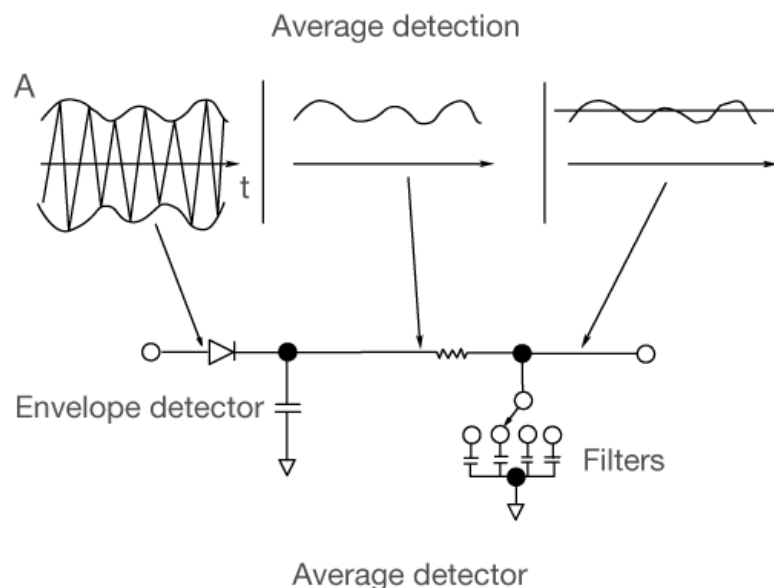 Average detection
A
t
Envelope detector
Filters
Average detector